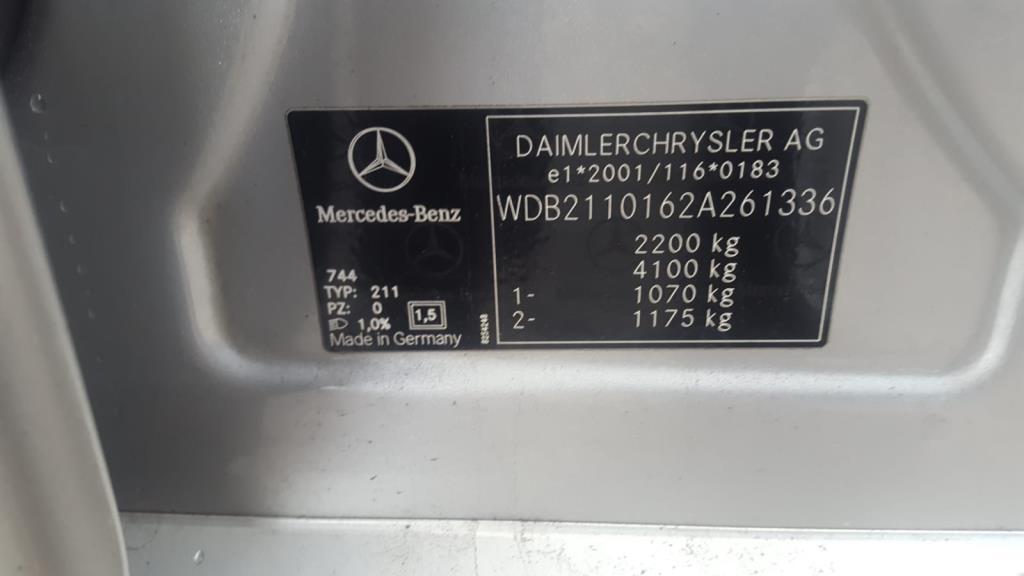 Mercedes-Benz
744
TYP: 211
PZ: 0
1,0%
1,5
Made in Germany
DAIMLERCHRYSLER AG
e1*2001/116*0183
WDB2110162A261336
2200 kg
4100 kg
1- 1070 kg
2- 1175 kg